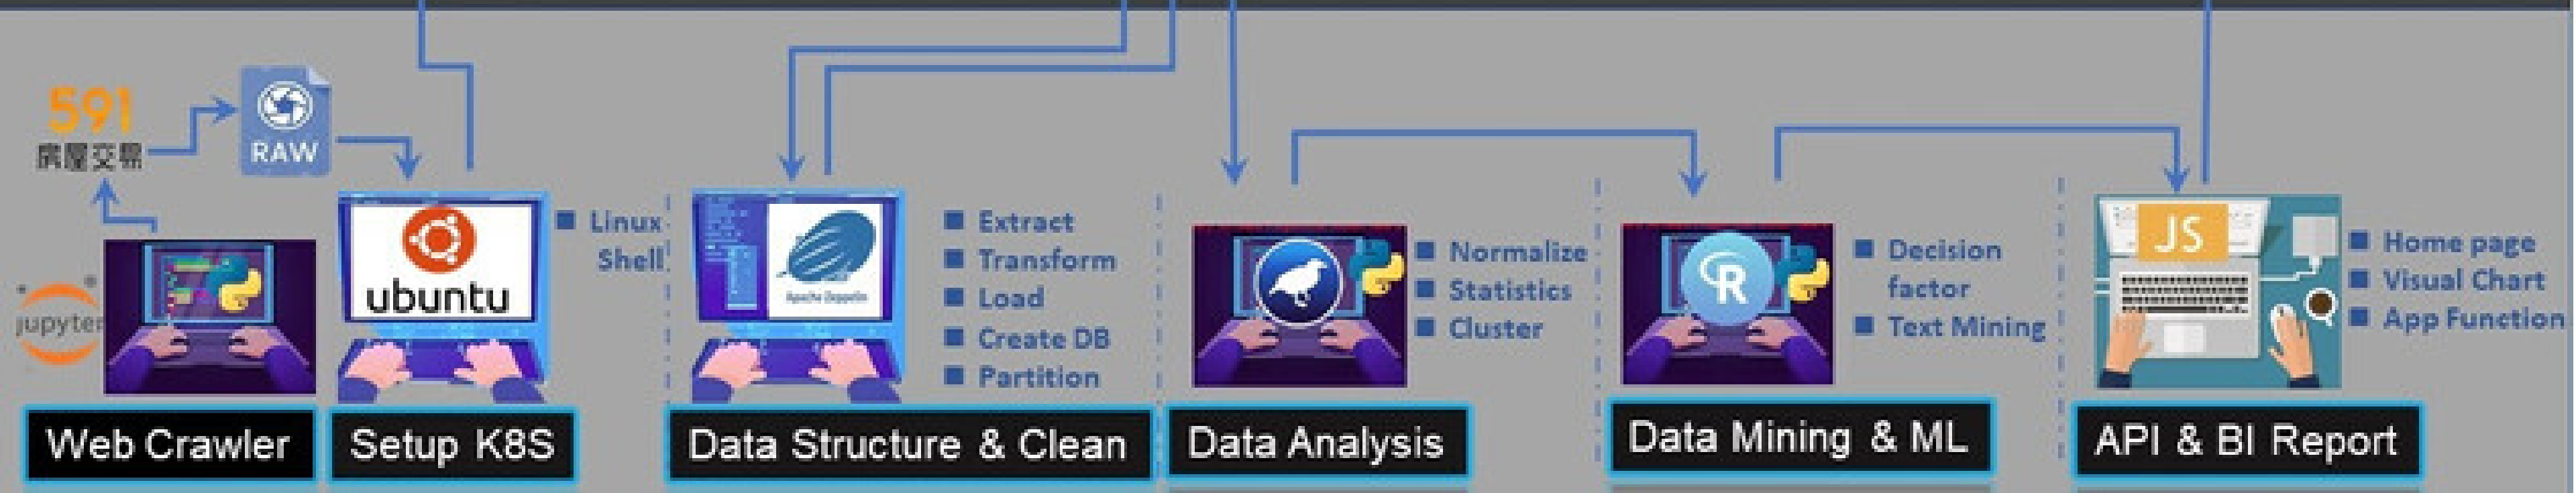 591
房屋交易
RAW
jupyter
Web Crawler
ubuntu
Linux
Shell
Setup K8S
Apache Zeppelin
Extract
Transform
Load
Create DB
Partition
Data Structure & Clean
Normalize
Statistics
Cluster
Data Analysis
R
Decision
factor
Text Mining
Data Mining & ML
JS
Home page
Visual Chart
App Function
API & BI Report